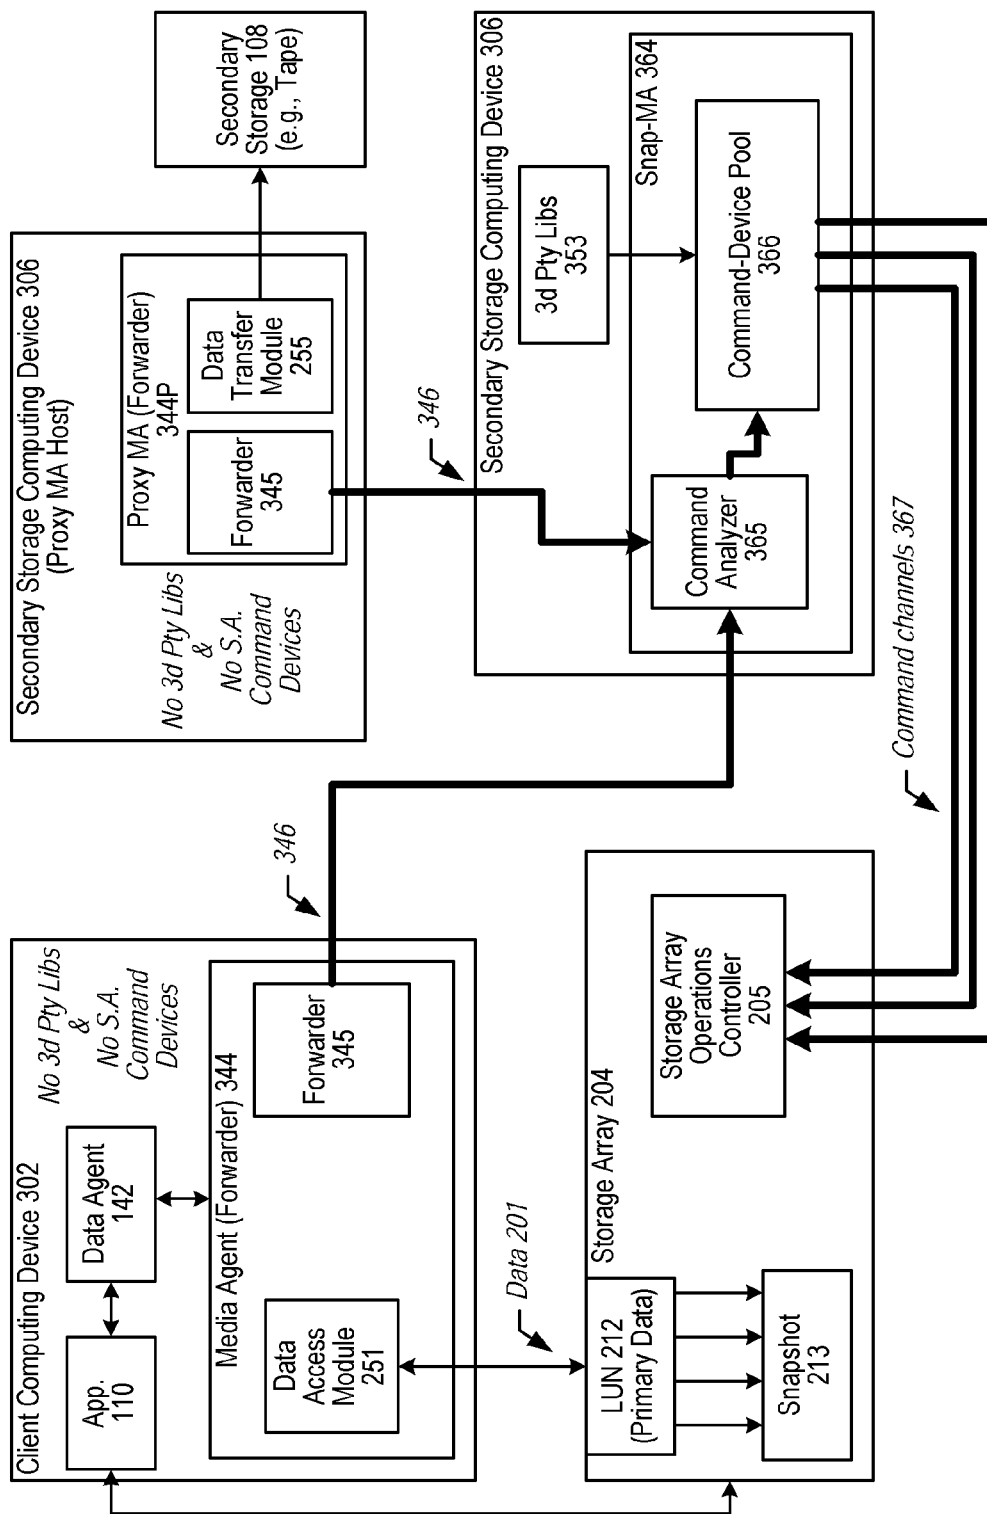 Client Computing Device 302
App.
110
Data Agent
142
No 3d Pty Libs
&
No S.A.
Command
Devices
Media Agent (Forwarder) 344
Data
Access
Module
251
Forwarder
345
346
Secondary Storage Computing Device 306
(Proxy MA Host)
No 3d Pty Libs
&
No S.A.
Command
Devices
Proxy MA (Forwarder)
344P
Forwarder
345
Data
Transfer
Module
255
Secondary
Storage 108
(e.g., Tape)
346
Data 201
Storage Array 204
LUN 212
(Primary Data)
Snapshot
213
Storage Array
Operations
Controller
205
Secondary Storage Computing Device 306
3d Pty Libs
353
Snap-MA 364
Command
Analyzer
365
Command-Device Pool
366
Command channels 367